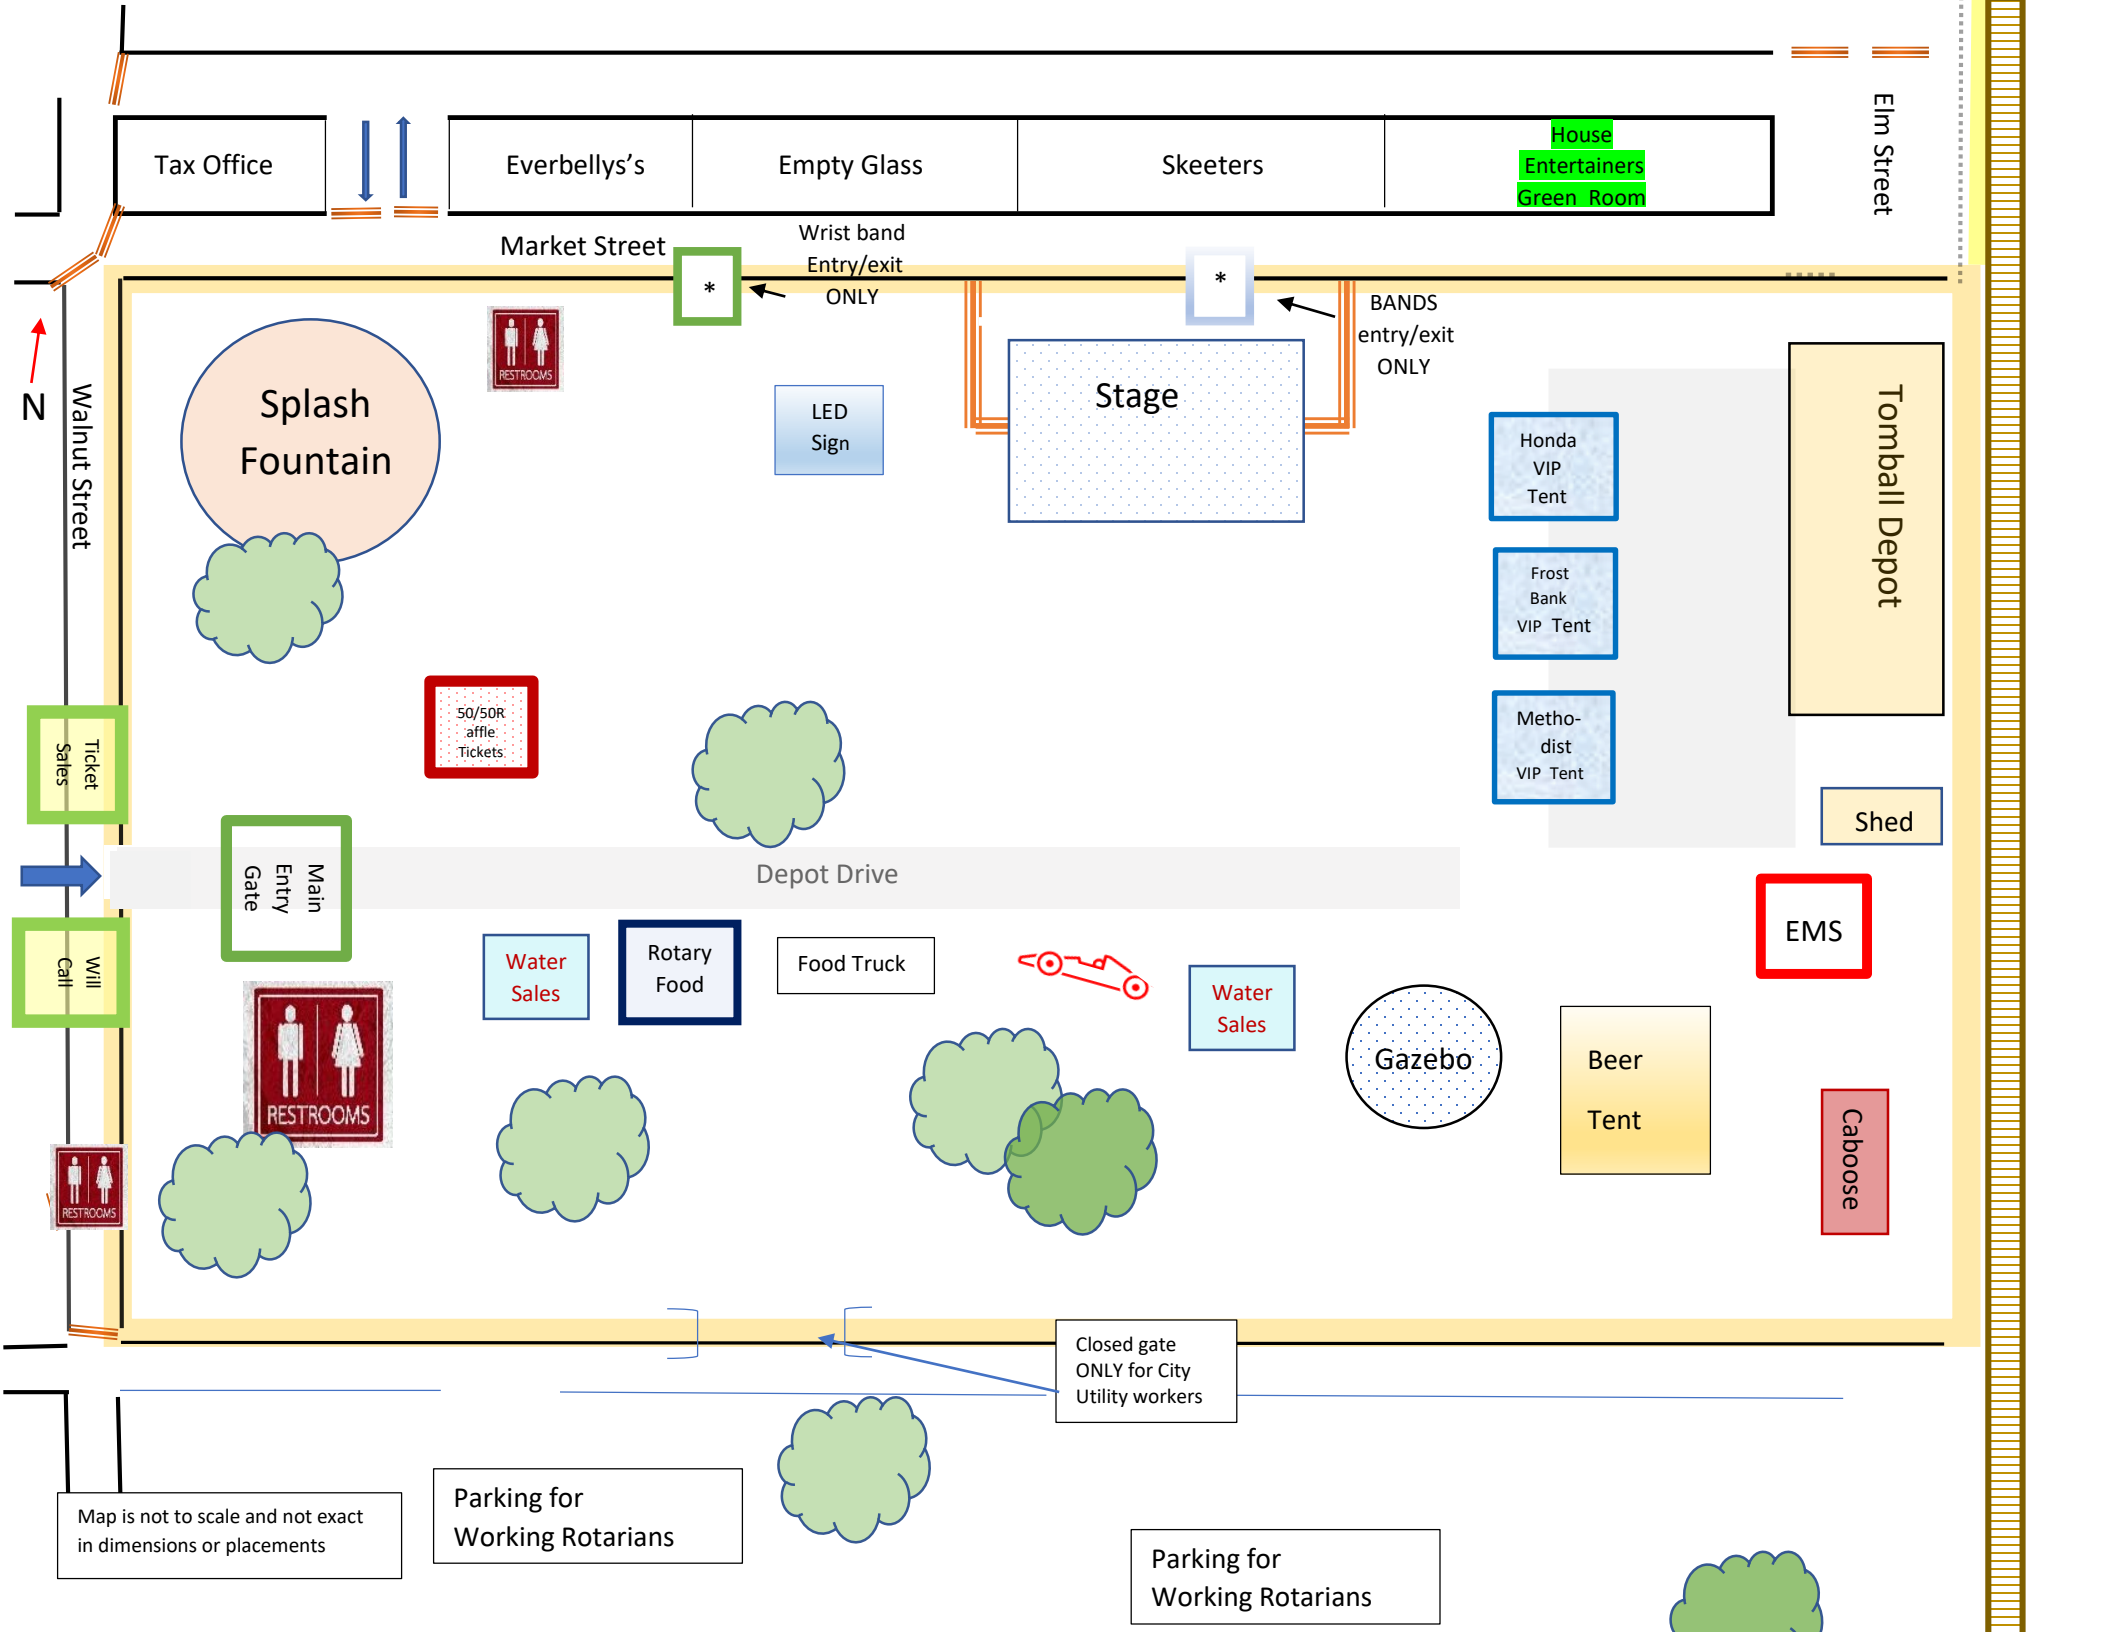 Elm Street
Tax Office
Everbellys's
Empty Glass
Skeeters
House
Entertainers
Green Room
Market Street
Wrist band
Entry/exit
ONLY
*
*
BANDS
entry/exit
ONLY
N
Walnut Street
Splash
Fountain
RESTROOMS
LED
Sign
Stage
Honda
VIP
Tent
Frost
Bank
VIP Tent
Metho-
dist
VIP Tent
Tomball Depot
Shed
50/50R
affle
Tickets
Ticket
Sales
Main
Entry
Gate
Depot Drive
Will
Call
Water
Sales
Rotary
Food
Food Truck
Water
Sales
Gazebo
EMS
Beer
Tent
Caboose
RESTROOMS
RESTROOMS
Closed gate
ONLY for City
Utility workers
Map is not to scale and not exact
in dimensions or placements
Parking for
Working Rotarians
Parking for
Working Rotarians